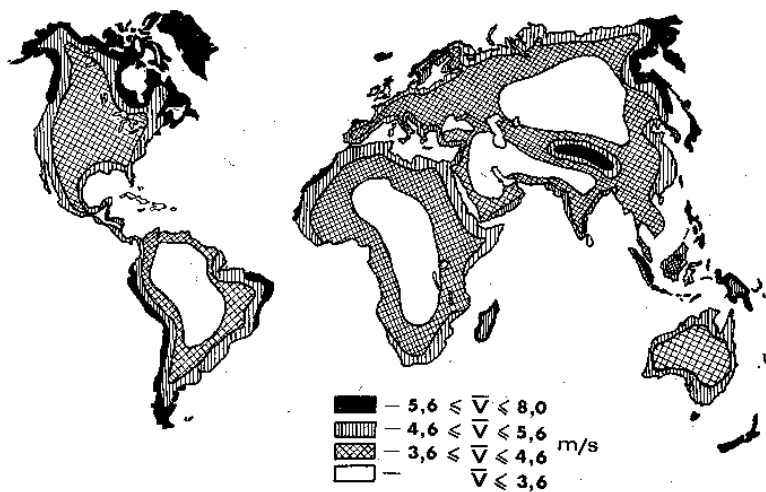 — 5,6 ⩽ V̅ ⩽ 8,0
— 4,6 ⩽ V̅ ⩽ 5,6
— 3,6 ⩽ V̅ ⩽ 4,6 m/s
— V̅ ⩽ 3,6